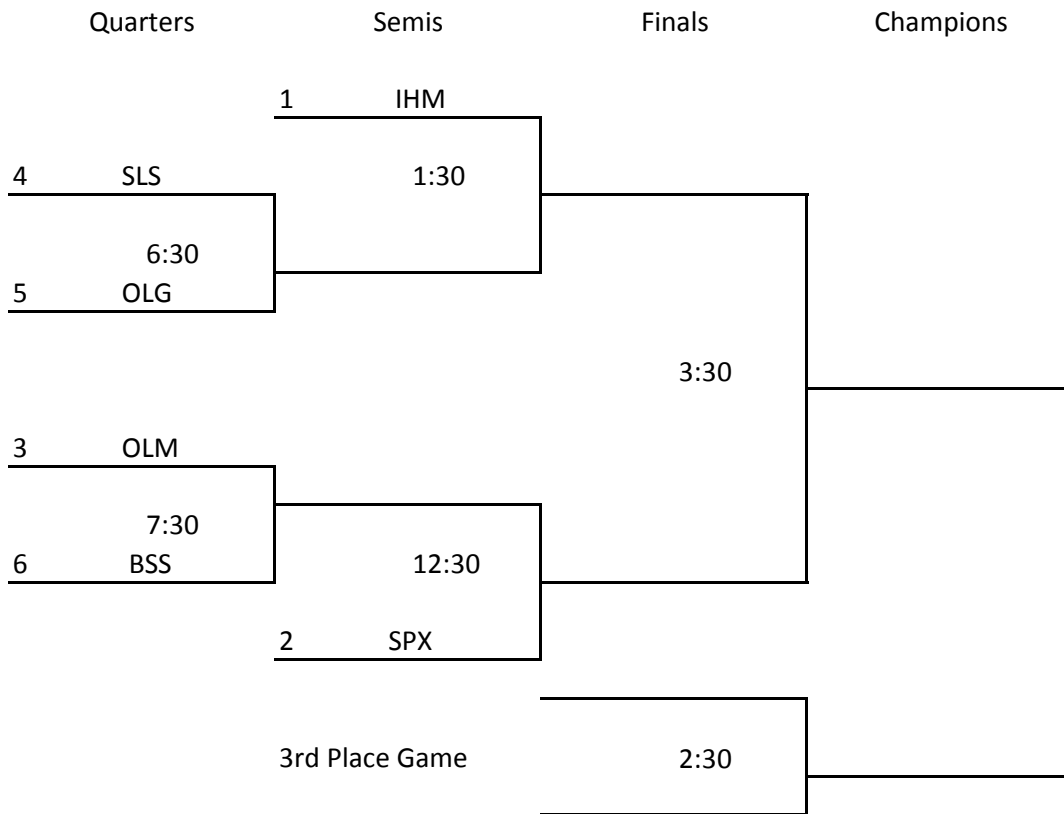 Quarters Semis Finals Champions
1 IHM
4 SLS 1:30
6:30
5 OLG
3:30
3 OLM
7:30
6 BSS 12:30
2 SPX
3rd Place Game 2:30